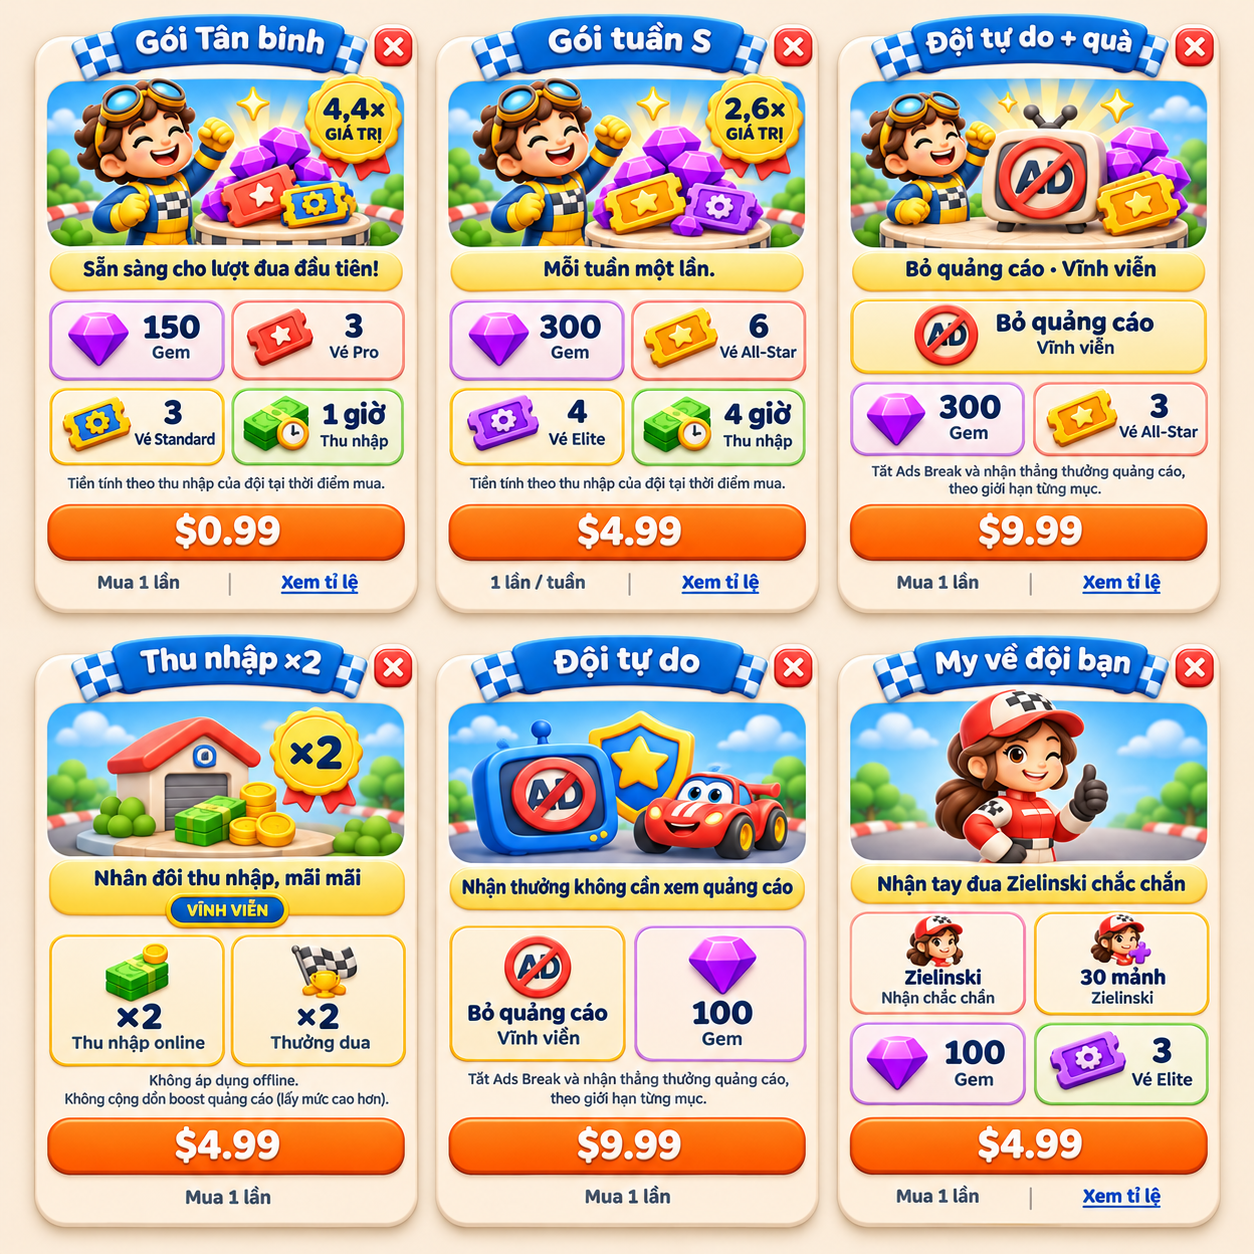 Gói Tân binh
4,4×
GIÁ TRỊ
Sẵn sàng cho lượt đua đầu tiên!
150
Gem
3
Vé Pro
3
Vé Standard
1 giờ
Thu nhập
Tiền tính theo thu nhập của đội tại thời điểm mua.
$0.99
Mua 1 lần
Xem tỉ lệ
Gói tuần S
2,6×
GIÁ TRỊ
Mỗi tuần một lần.
300
Gem
6
Vé All-Star
4
Vé Elite
4 giờ
Thu nhập
Tiền tính theo thu nhập của đội tại thời điểm mua.
$4.99
1 lần / tuần
Xem tỉ lệ
Đội tự do + quà
AD
Bỏ quảng cáo • Vĩnh viễn
AD
Bỏ quảng cáo
Vĩnh viễn
300
Gem
3
Vé All-Star
Tắt Ads Break và nhận thẳng thưởng quảng cáo,
theo giới hạn từng mục.
$9.99
Mua 1 lần
Xem tỉ lệ
Thu nhập ×2
×2
Nhân đôi thu nhập, mãi mãi
VĨNH VIỄN
×2
Thu nhập online
×2
Thưởng dua
Không áp dụng offline.
Không cộng dồn boost quảng cáo (lấy mức cao hơn).
$4.99
Mua 1 lần
Đội tự do
AD
Nhận thưởng không cần xem quảng cáo
AD
Bỏ quảng cáo
Vĩnh viễn
100
Gem
Tắt Ads Break và nhận thẳng thưởng quảng cáo,
theo giới hạn từng mục.
$9.99
Mua 1 lần
My về đội bạn
Nhận tay đua Zielinski chắc chắn
Zielinski
Nhận chắc chắn
30 mảnh
Zielinski
100
Gem
3
Vé Elite
$4.99
Mua 1 lần
Xem tỉ lệ